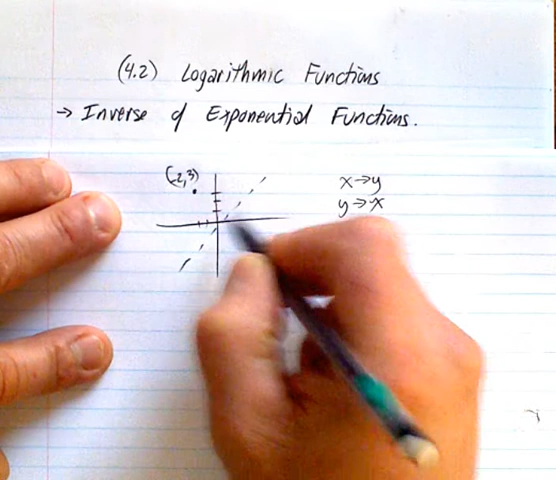 (4.2) Logarithmic Functions
→ Inverse of Exponential Functions.
(-2,3)
x→y
y→x